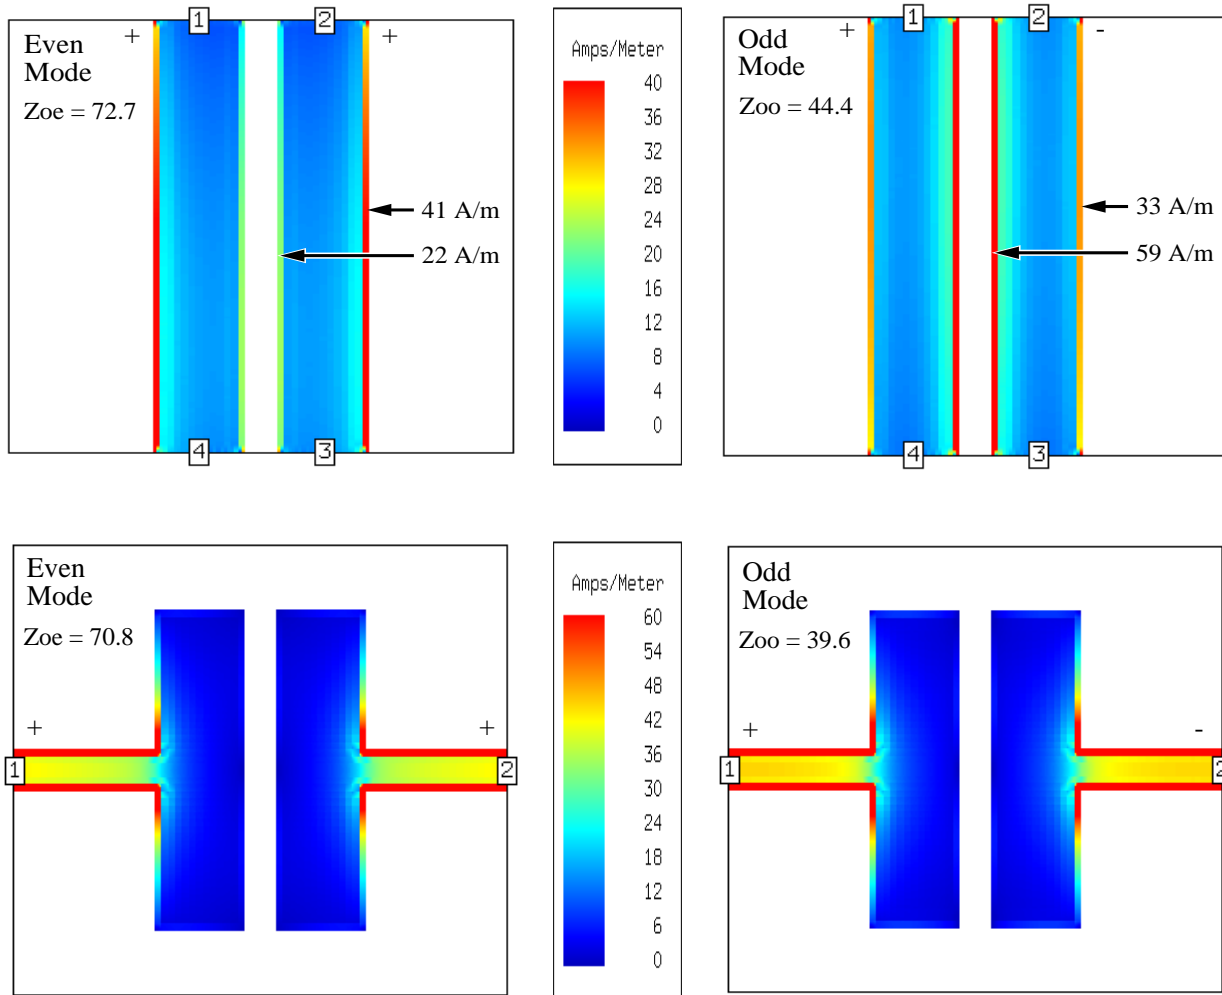 1
2
Even
Mode
+
+
Zoe = 72.7
41 A/m
22 A/m
4
3
Amps/Meter
40
36
32
28
24
20
16
12
8
4
0
1
2
Odd
Mode
+
-
Zoo = 44.4
33 A/m
59 A/m
4
3
Even
Mode
Zoe = 70.8
+
+
1
2
Amps/Meter
60
54
48
42
36
30
24
18
12
6
0
Odd
Mode
Zoo = 39.6
+
-
1
2